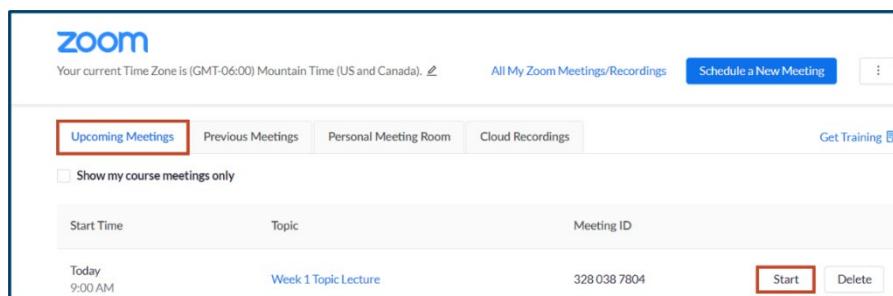 zoom
Your current Time Zone is (GMT-06:00) Mountain Time (US and Canada).
All My Zoom Meetings/Recordings
Schedule a New Meeting
Upcoming Meetings
Previous Meetings
Personal Meeting Room
Cloud Recordings
Get Training
Show my course meetings only
Start Time
Topic
Meeting ID
Today
9:00 AM
Week 1 Topic Lecture
328 038 7804
Start
Delete